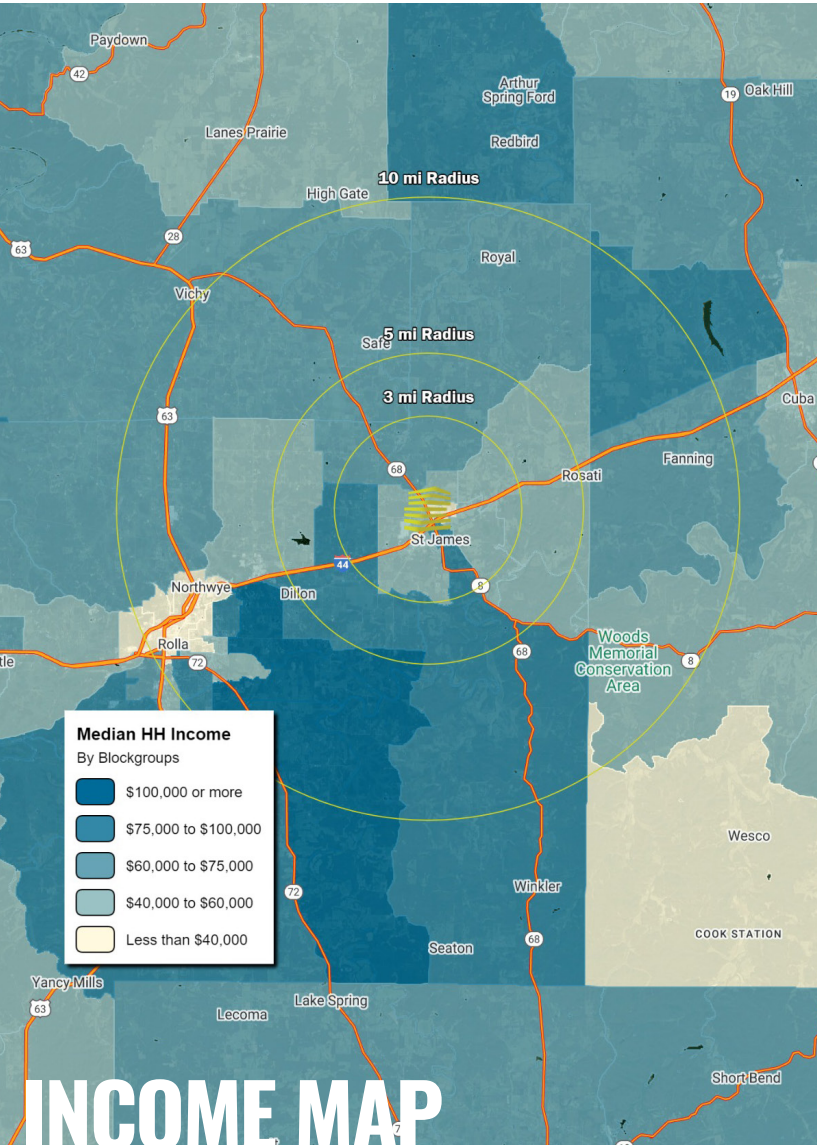 Paydown
42
Arthur
Spring Ford
19
Oak Hill
Lanes Prairie
Redbird
10 mi Radius
High Gate
28
63
Royal
Vichy
5 mi Radius
Safe
3 mi Radius
Cuba
63
68
Rosati
Fanning
St James
44
Northwye
Dillon
8
Rolla
68
Woods
Memorial
Conservation
Area
tle
72
8
Median HH Income
By Blockgroups
$100,000 or more
$75,000 to $100,000
$60,000 to $75,000
$40,000 to $60,000
Less than $40,000
Wesco
72
Winkler
COOK STATION
68
Seaton
Yancy Mills
63
Lake Spring
Lecoma
Short Bend
INCOME MAP